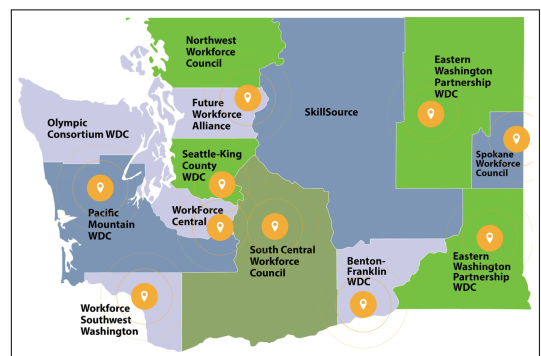 Northwest
Workforce
Council
Eastern
Washington
Partnership
WDC
Future
Workforce
Alliance
SkillSource
Olympic
Consortium WDC
Seattle-King
County
WDC
Spokane
Workforce
Council
Pacific
Mountain
WDC
WorkForce
Central
South Central
Workforce
Council
Benton-
Franklin
WDC
Eastern
Washington
Partnership
WDC
Workforce
Southwest
Washington